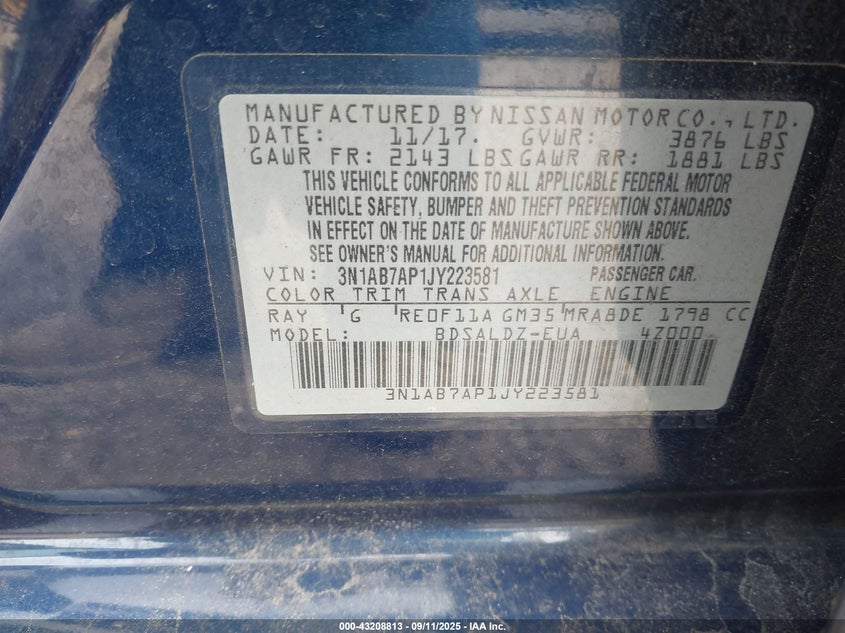 MANUFACTURED BY NISSAN MOTOR CO., LTD.
DATE: 11/17. GVWR: 3876 LBS
GAWR FR: 2143 LBS GAWR RR: 1881 LBS
THIS VEHICLE CONFORMS TO ALL APPLICABLE FEDERAL MOTOR
VEHICLE SAFETY, BUMPER AND THEFT PREVENTION STANDARDS
IN EFFECT ON THE DATE OF MANUFACTURE SHOWN ABOVE.
SEE OWNER'S MANUAL FOR ADDITIONAL INFORMATION.
VIN: 3N1AB7AP1JY223581 PASSENGER CAR.
COLOR TRIM TRANS AXLE ENGINE
RAY G RE0F11A GM35 MRA8DE 1798 CC
MODEL: BDSALDZ-EUA 4Z000
3N1AB7AP1JY223581
000-43208813 - 09/11/2025 - IAA Inc.